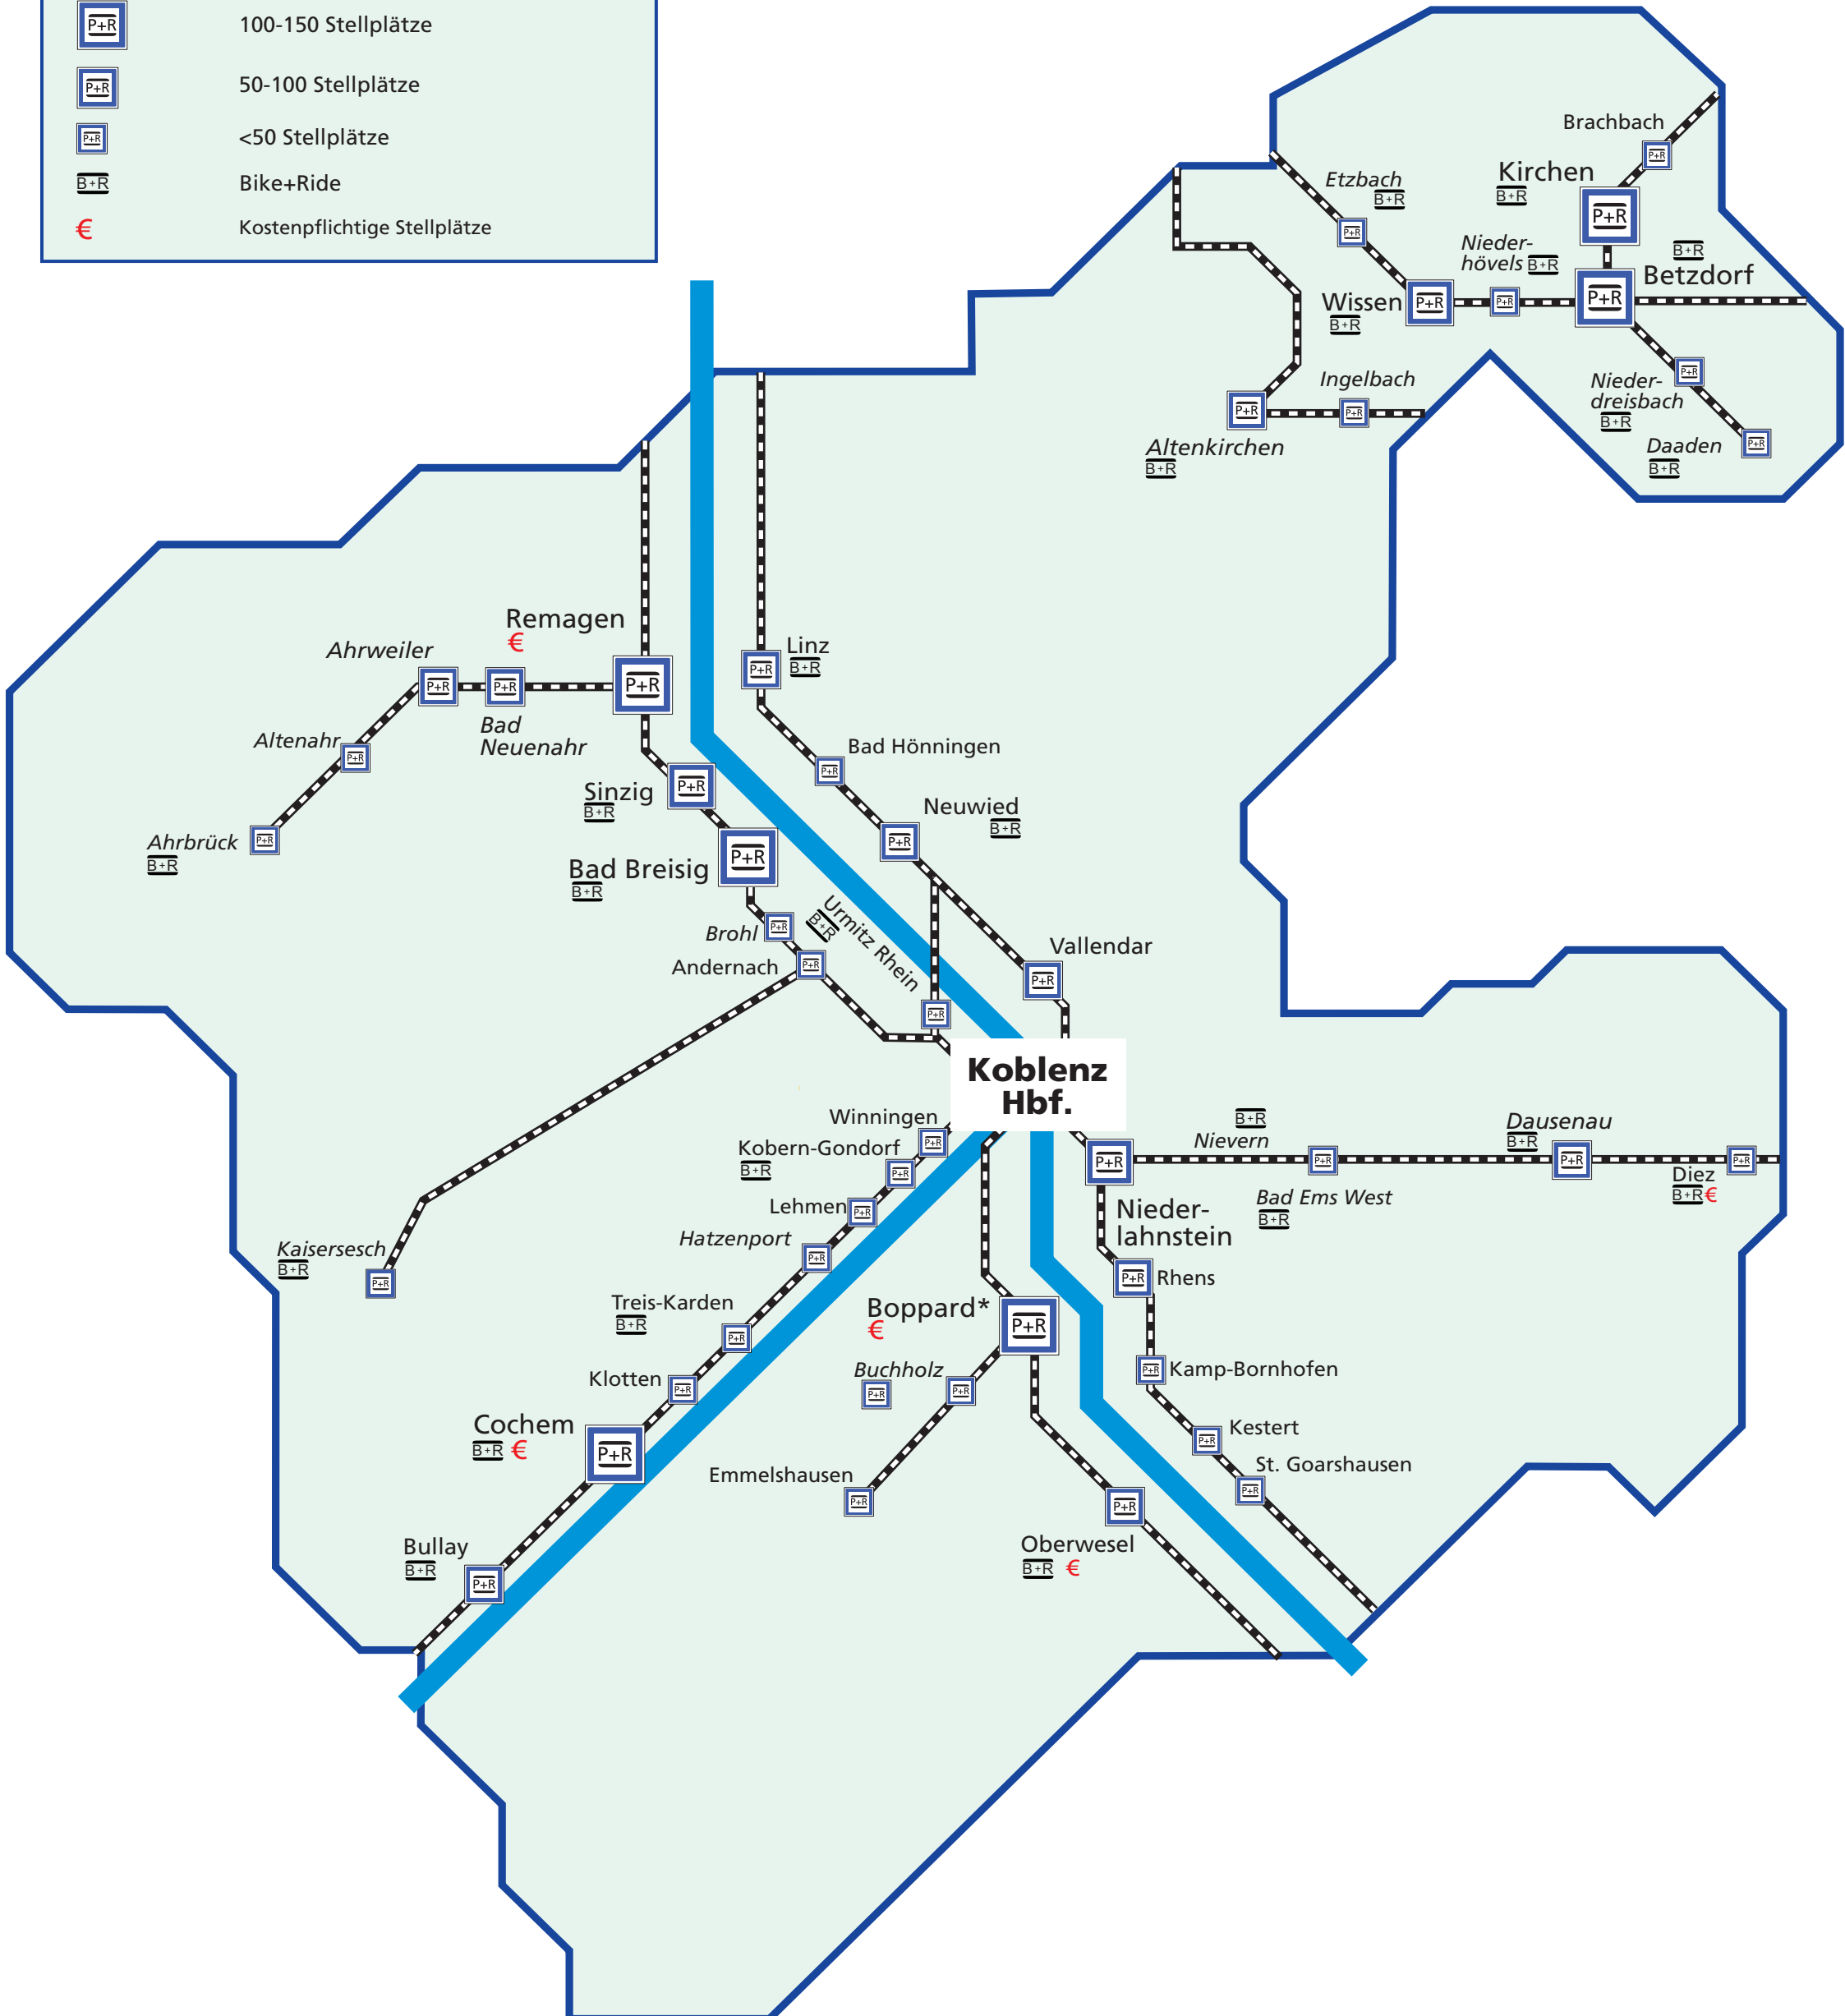 P+R 100-150 Stellplätze
P+R 50-100 Stellplätze
P+R <50 Stellplätze
B+R Bike+Ride
€ Kostenpflichtige Stellplätze
Brachbach
P+R
Kirchen
B+R
P+R
Etzbach
B+R
P+R
Nieder-
hövels B+R
P+R
B+R
Betzdorf
P+R
Wissen
B+R
P+R
Ingelbach
P+R
P+R
Altenkirchen
B+R
Nieder-
dreisbach
B+R
P+R
Daaden
B+R
P+R
Remagen
€
P+R
Ahrweiler
P+R
P+R
Bad
Neuenahr
Altenahr
P+R
Ahrbrück
B+R
P+R
Linz
B+R
P+R
Bad Hönningen
P+R
Sinzig
B+R
P+R
Neuwied
B+R
P+R
Bad Breisig
B+R
P+R
Brohl
P+R
Andernach
P+R
Urmitz Rhein
B+R
P+R
Vallendar
P+R
Koblenz
Hbf.
Winningen
P+R
Kobern-Gondorf
B+R
P+R
Lehmen
P+R
Hatzenport
P+R
Kaisersesch
B+R
P+R
Treis-Karden
B+R
P+R
Klotten
P+R
Cochem
B+R €
P+R
Bullay
B+R
P+R
B+R
Nievern
P+R
Bad Ems West
B+R
Dausenau
B+R
P+R
Diez
B+R €
P+R
P+R
Nieder-
lahnstein
P+R
Rhens
Boppard*
€
P+R
Buchholz
P+R
P+R
Emmelshausen
P+R
P+R
Kamp-Bornhofen
P+R
Kestert
P+R
St. Goarshausen
P+R
Oberwesel
B+R €